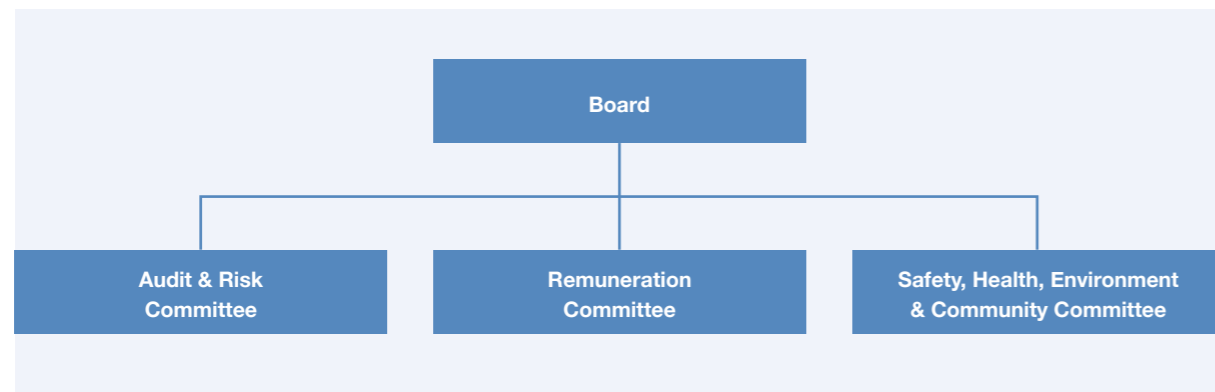 Board
Audit & Risk
Committee
Remuneration
Committee
Safety, Health, Environment
& Community Committee